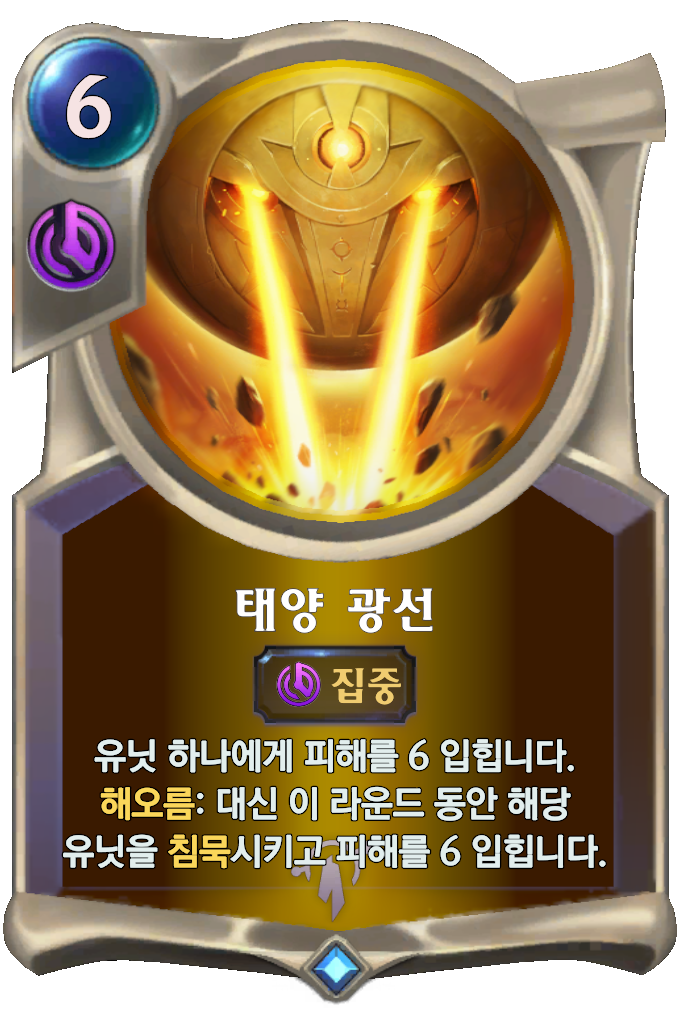 6
태양 광선
집중
유닛 하나에게 피해를 6 입힙니다.
해오름: 대신 이 라운드 동안 해당
유닛을 침묵시키고 피해를 6 입힙니다.